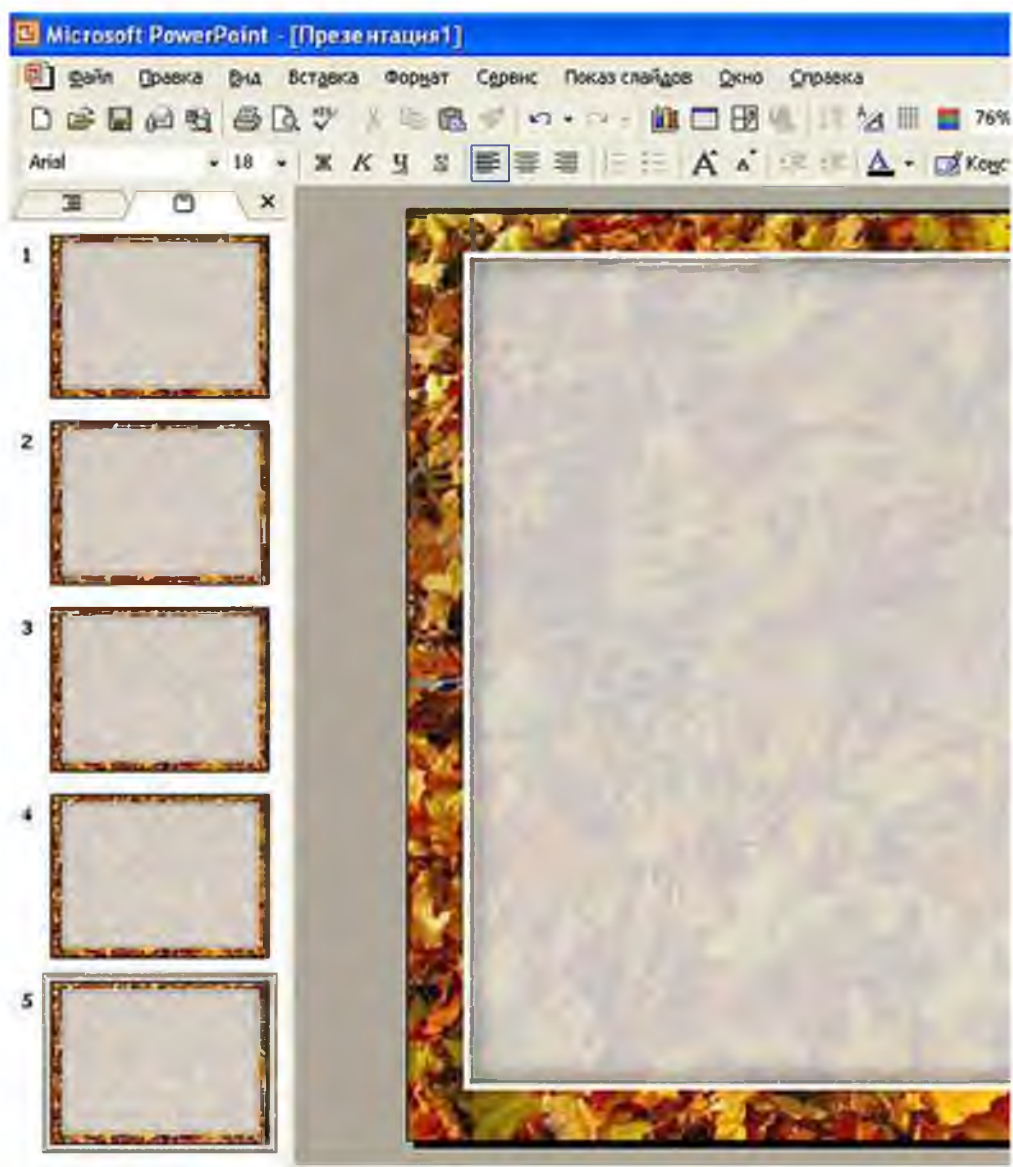 Microsoft PowerPoint - [Презентация1]
Файл Правка Вид Вставка Формат Сервис Показ слайдов Окно Справка
76%
Arial 18 Ж К Ч S A A A Конс
1
2
3
4
5